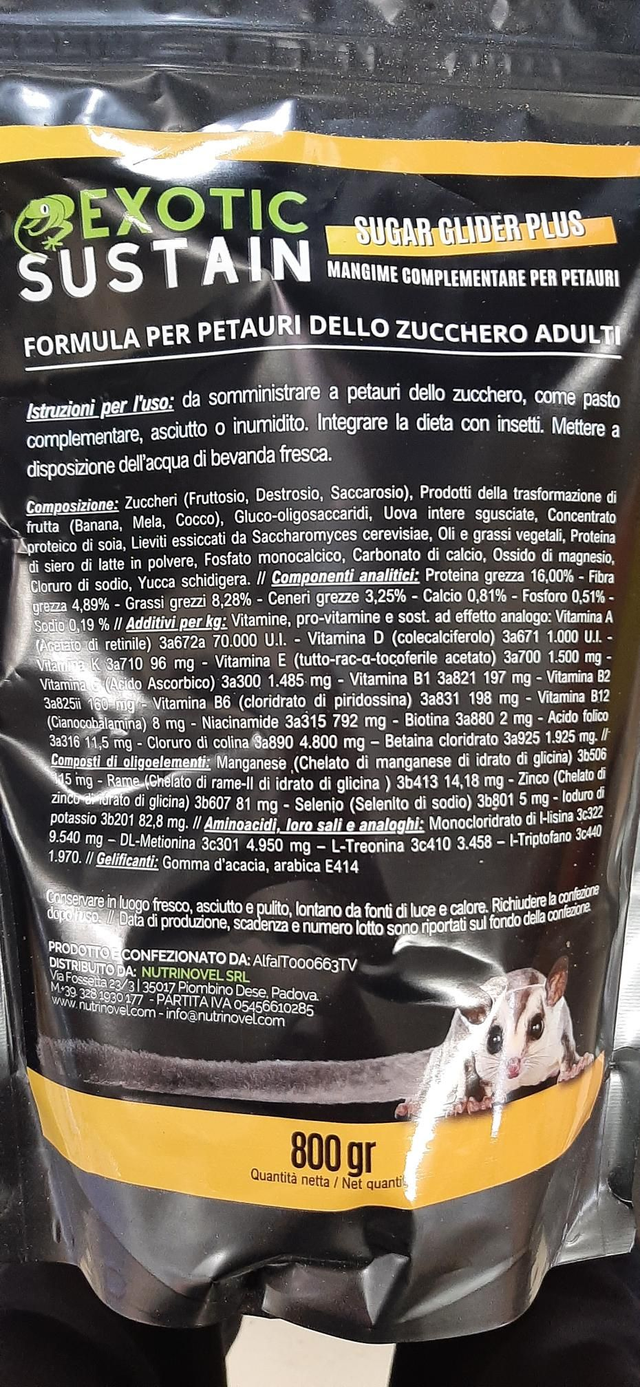 EXOTIC
SUSTAIN
SUGAR GLIDER PLUS
MANGIME COMPLEMENTARE PER PETAURI
FORMULA PER PETAURI DELLO ZUCCHERO ADULTI
Istruzioni per l'uso: da somministrare a petauri dello zucchero, come pasto
complementare, asciutto o inumidito. Integrare la dieta con insetti. Mettere a
disposizione dell'acqua di bevanda fresca.
Composizione: Zuccheri (Fruttosio, Destrosio, Saccarosio), Prodotti della trasformazione di
frutta (Banana, Mela, Cocco), Gluco-oligosaccaridi, Uova intere sgusciate, Concentrato
proteico di soia, Lieviti essiccati da Saccharomyces cerevisiae, Oli e grassi vegetali, Proteina
di siero di latte in polvere, Fosfato monocalcico, Carbonato di calcio, Ossido di magnesio,
Cloruro di sodio, Yucca schidigera. // Componenti analitici: Proteina grezza 16,00% - Fibra
grezza 4,89% - Grassi grezzi 8,28% - Ceneri grezze 3,25% - Calcio 0,81% - Fosforo 0,51% -
Sodio 0,19 % // Additivi per kg: Vitamine, pro-vitamine e sost. ad effetto analogo: Vitamina A
(Acetato di retinile) 3a672a 70.000 U.I. - Vitamina D (colecalciferolo) 3a671 1.000 U.I. -
Vitamina K 3a710 96 mg - Vitamina E (tutto-rac-α-tocoferile acetato) 3a700 1.500 mg -
Vitamina (Acido Ascorbico) 3a300 1.485 mg - Vitamina B1 3a821 197 mg - Vitamina B2
3a825ii 160 mg - Vitamina B6 (cloridrato di piridossina) 3a831 198 mg - Vitamina B12
(Cianocobalamina) 8 mg - Niacinamide 3a315 792 mg - Biotina 3a880 2 mg - Acido folico
3a316 11,5 mg - Cloruro di colina 3a890 4.800 mg – Betaina cloridrato 3a925 1.925 mg. //
Composti di oligoelementi: Manganese (Chelato di manganese di idrato di glicina) 3b506
mg - Rame (Chelato di rame-II di idrato di glicina ) 3b413 14,18 mg - Zinco (Chelato di
zinco di idrato di glicina) 3b607 81 mg - Selenio (Selenito di sodio) 3b801 5 mg - Ioduro di
potassio 3b201 82,8 mg. // Aminoacidi, loro sali e analoghi: Monocloridrato di l-lisina 3c322
9.540 mg – DL-Metionina 3c301 4.950 mg – L-Treonina 3c410 3.458 – l-Triptofano 3c440
1.970. // Gelificanti: Gomma d'acacia, arabica E414
Conservare in luogo fresco, asciutto e pulito, lontano da fonti di luce e calore. Richiudere la confezione
dopo l'uso. // Data di produzione, scadenza e numero lotto sono riportati sul fondo della confezione.
PRODOTTO E CONFEZIONATO DA: AlfaIT000663TV
DISTRIBUITO DA: NUTRINOVEL SRL
Via Fossetta 23/3 | 35017 Piombino Dese, Padova.
M.+39 328 1930 177 - PARTITA IVA 05456610285
www.nutrinovel.com - info@nutrinovel.com
800 gr
Quantità netta / Net quanti